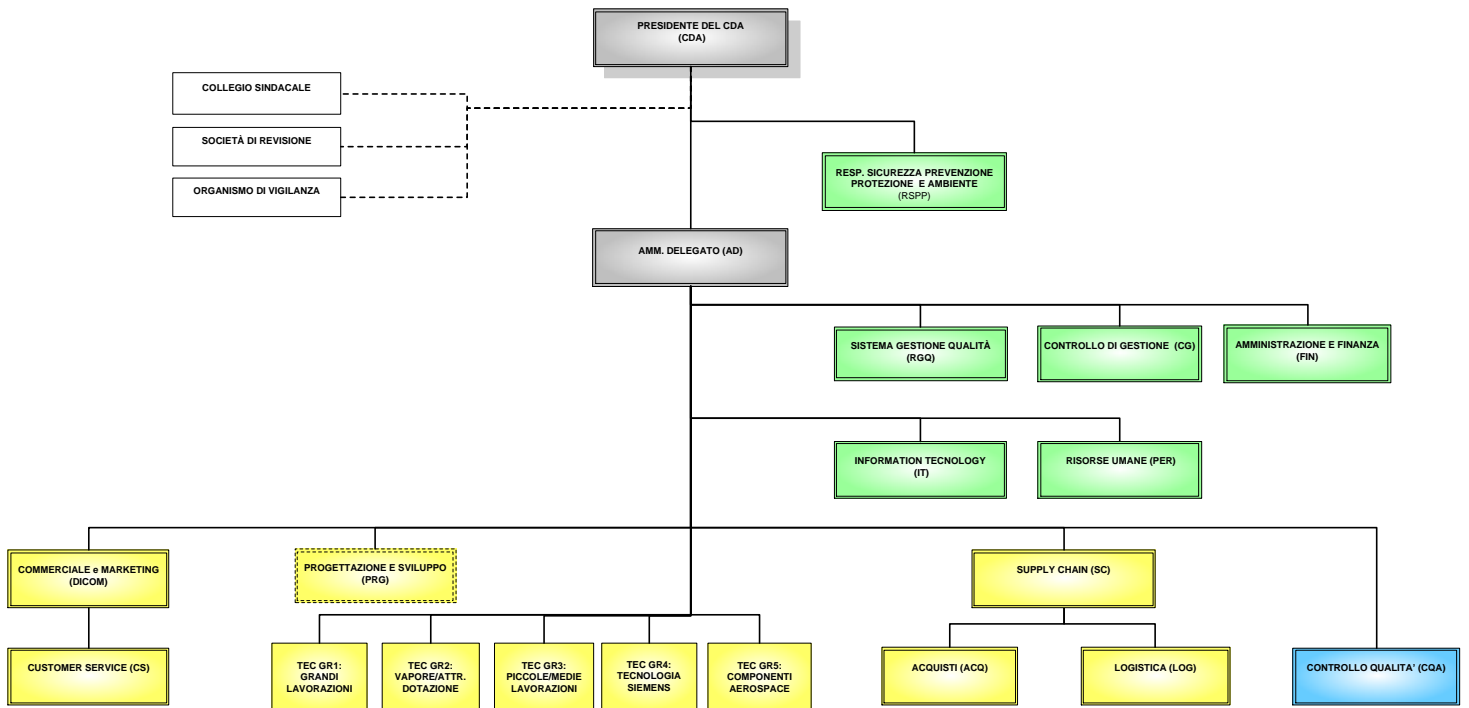 PRESIDENTE DEL CDA
(CDA)
COLLEGIO SINDACALE
SOCIETÀ DI REVISIONE
ORGANISMO DI VIGILANZA
RESP. SICUREZZA PREVENZIONE
PROTEZIONE E AMBIENTE
(RSPP)
AMM. DELEGATO (AD)
SISTEMA GESTIONE QUALITÀ
(RGQ)
CONTROLLO DI GESTIONE (CG)
AMMINISTRAZIONE E FINANZA
(FIN)
INFORMATION TECNOLOGY
(IT)
RISORSE UMANE (PER)
COMMERCIALE e MARKETING
(DICOM)
PROGETTAZIONE E SVILUPPO
(PRG)
SUPPLY CHAIN (SC)
CUSTOMER SERVICE (CS)
TEC GR1:
GRANDI
LAVORAZIONI
TEC GR2:
VAPORE/ATTR.
DOTAZIONE
TEC GR3:
PICCOLE/MEDIE
LAVORAZIONI
TEC GR4:
TECNOLOGIA
SIEMENS
TEC GR5:
COMPONENTI
AEROSPACE
ACQUISTI (ACQ)
LOGISTICA (LOG)
CONTROLLO QUALITA' (CQA)